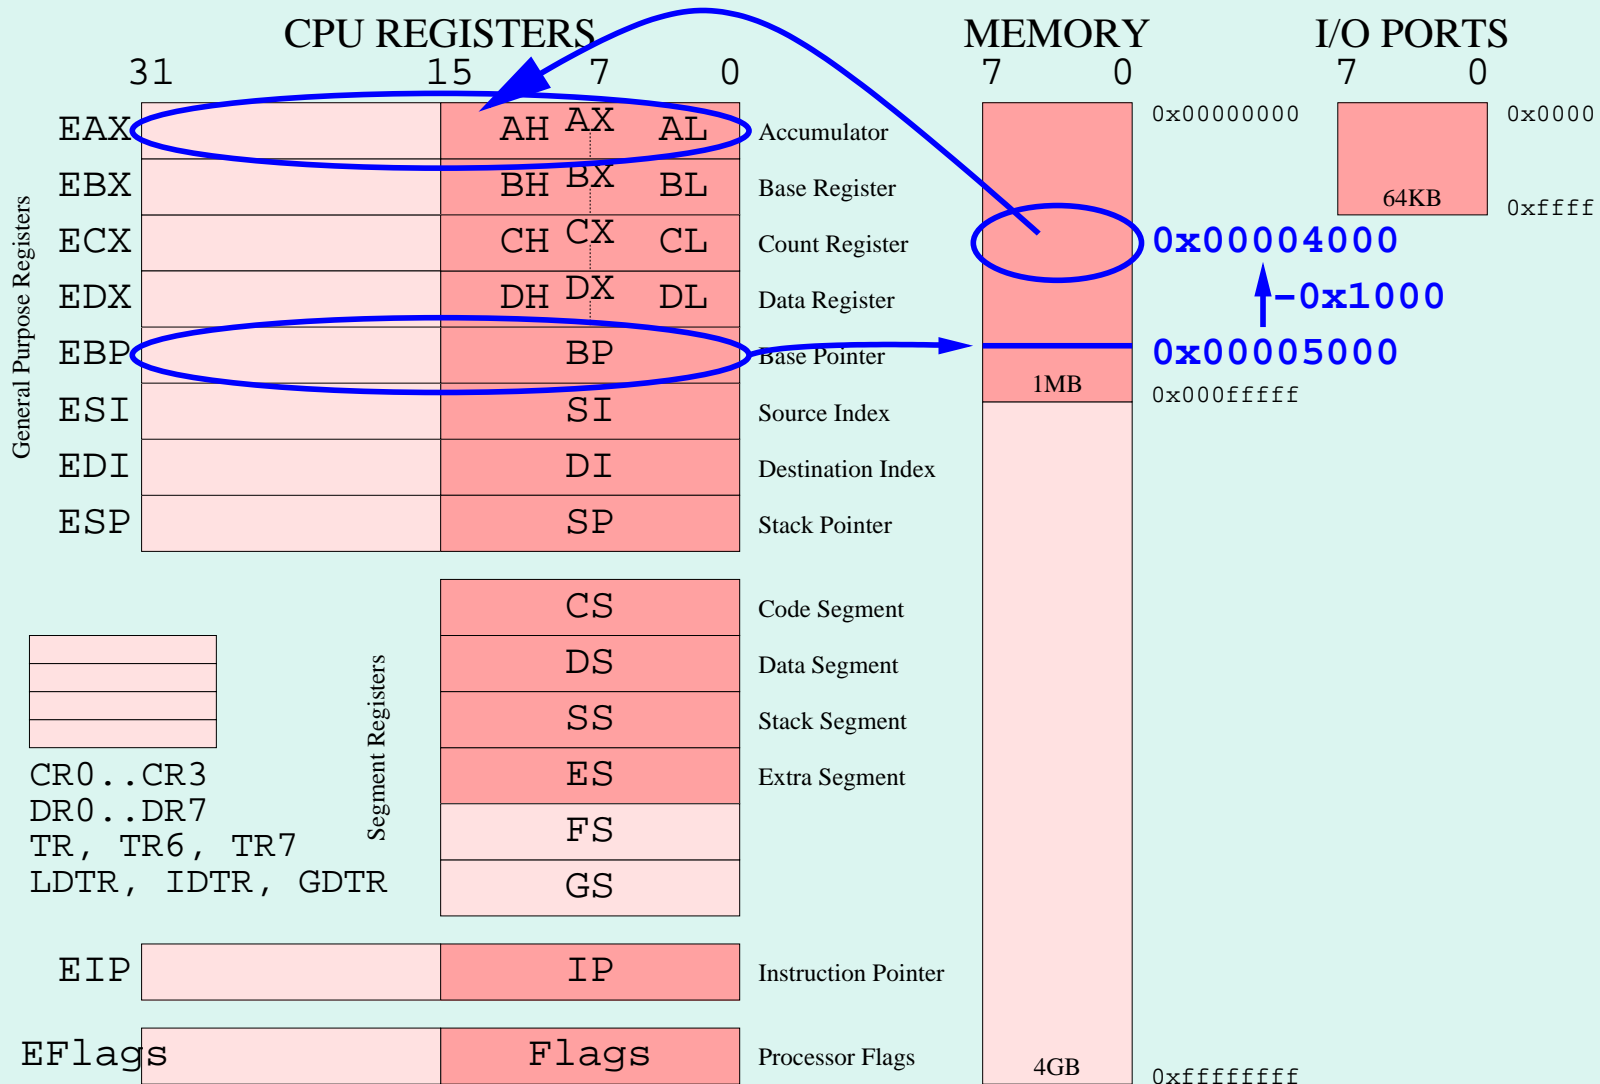 CPU REGISTERS MEMORY I/O PORTS
31 15 7 0 7 0 7 0
General Purpose Registers
EAX AH AX AL Accumulator 0x00000000 0x0000
EBX BH BX BL Base Register 64KB 0xffff
ECX CH CX CL Count Register 0x00004000
EDX DH DX DL Data Register -0x1000
EBP BP Base Pointer 0x00005000
1MB 0x000fffff
ESI SI Source Index
EDI DI Destination Index
ESP SP Stack Pointer
Segment Registers
CS Code Segment
DS Data Segment
SS Stack Segment
ES Extra Segment
FS
GS
CR0..CR3
DR0..DR7
TR, TR6, TR7
LDTR, IDTR, GDTR
EIP IP Instruction Pointer
EFlags Flags Processor Flags
4GB 0xffffffff